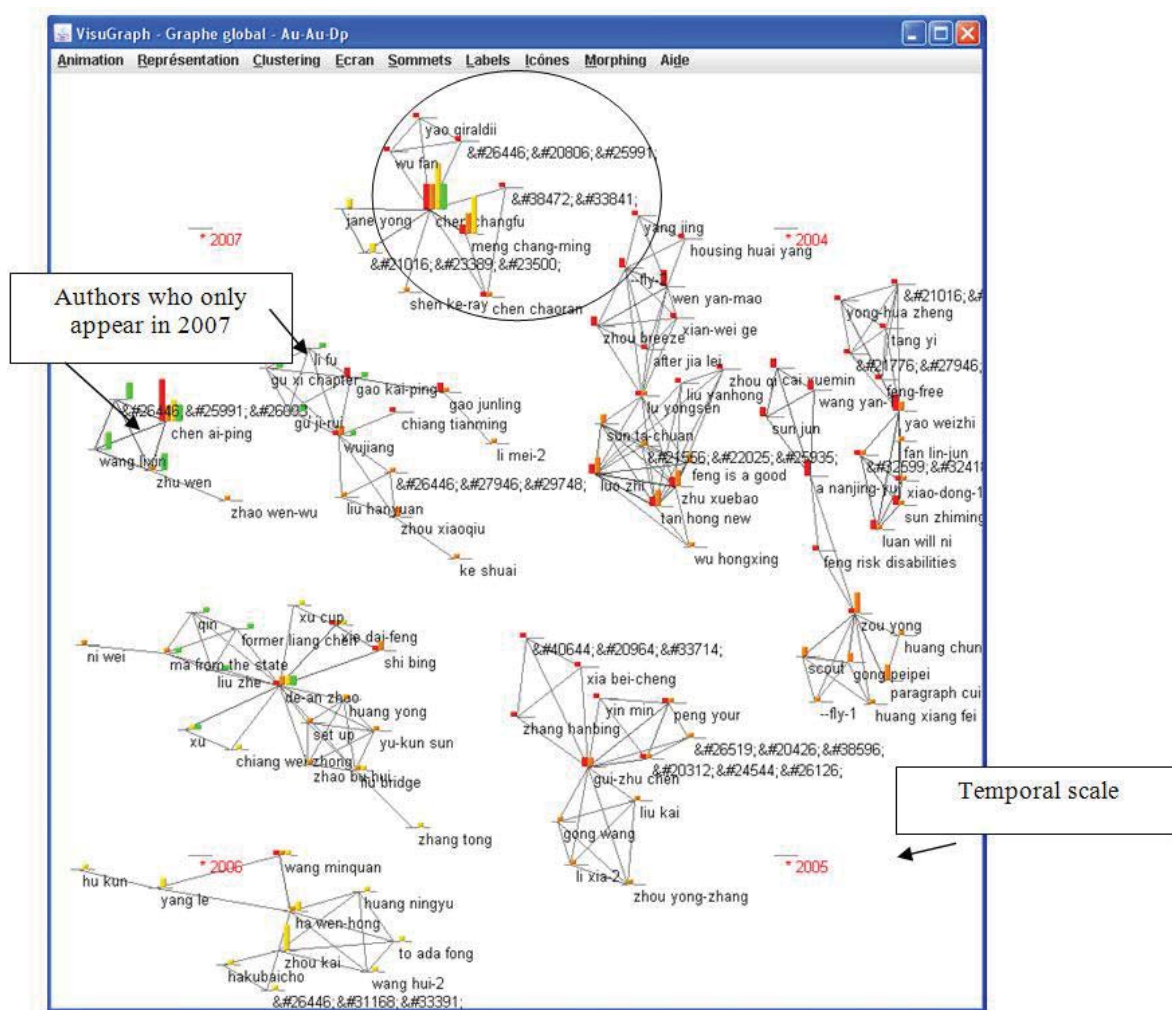 VisuGraph - Graphe global - Au-Au-Dp
Animation Représentation Clustering Ecran Sommets Labels Icônes Morphing Aide
yao giraldii
&#26446;&#20806;&#25991;
wu fan
&#38472;&#33841;
jane yong
chen changfu
meng chang-ming
&#21016;&#23389;&#23500;
shen ke-ray
chen chaoran
* 2007
yang jing
housing huai yang
* 2004
--fly-1
wen yan-mao
xian-wei ge
zhou breeze
after jia lei
&#21016;&#
yong-hua zheng
tang yi
&#21776;&#27946;
feng-free
Authors who only
appear in 2007
li fu
gu xi chapter
gao kai-ping
gao junling
gu ji-rui
chiang tianming
wujiang
li mei-2
&#26446;&#25991;&#26093;
chen ai-ping
wang lixin
zhu wen
zhao wen-wu
&#26446;&#27946;&#29748;
liu hanyuan
zhou xiaoqiu
ke shuai
zhou qi
cai xuemin
liu yanhong
wang yan-1
lu yongsen
sun jun
yao weizhi
sun ta-chuan
fan lin-jun
&#21556;&#22025;&#25935;
&#32599;&#32418
luo zhi
feng is a good
a nanjing-yuj
xiao-dong-1
zhu xuebao
sun zhiming
tan hong new
luan will ni
wu hongxing
feng risk disabilities
xu cup
qin
former liang chen
xie daj-feng
ni wei
ma from the state
shi bing
liu zhe
de-an zhao
huang yong
xu
set up
yu-kun sun
chiang wei-zhong
zhao bu-hui
liu bridge
zhang tong
zou yong
huang chun
scout
gong peipei
paragraph cui
--fly-1
huang xiang fei
&#40644;&#20964;&#33714;
xia bei-cheng
yin min
peng your
zhang hanbing
&#26519;&#20426;&#38596;
&#20312;&#24544;&#26126;
gui-zhu chen
liu kai
gong wang
li xia-2
zhou yong-zhang
Temporal scale
* 2006
wang minquan
* 2005
hu kun
yang le
huang ningyu
ha wen-hong
to ada fong
zhou kai
hakubaicho
wang hui-2
&#26446;&#31168;&#33391;